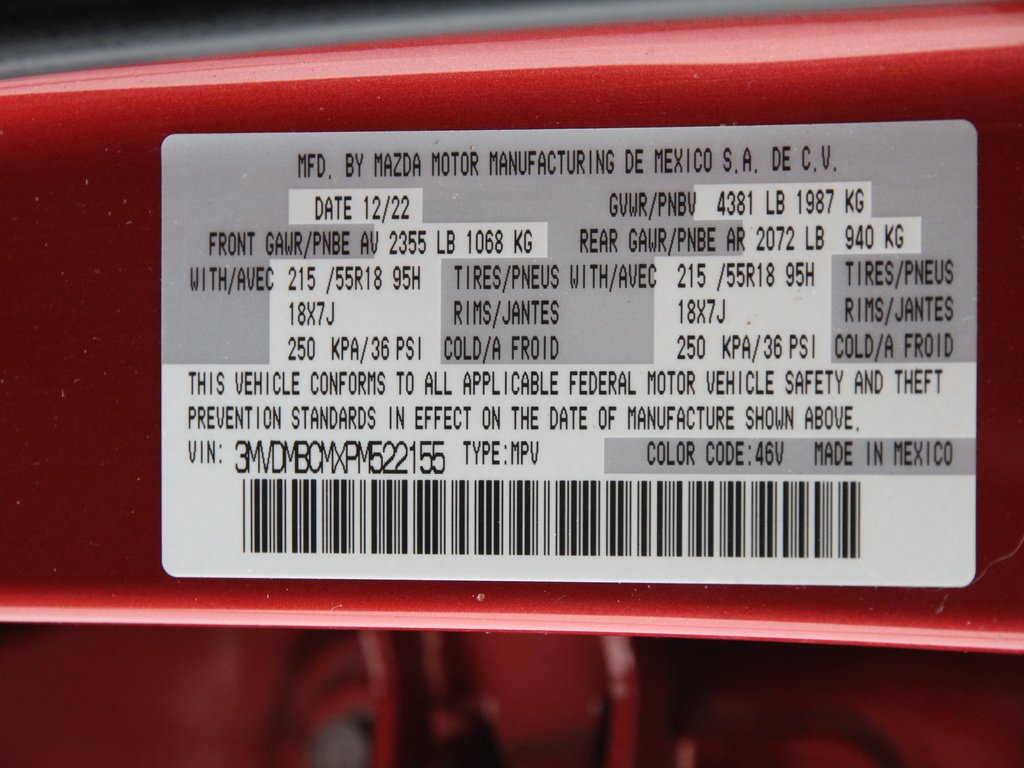 MFD. BY MAZDA MOTOR MANUFACTURING DE MEXICO S.A. DE C.V.
DATE 12/22 GVWR/PNBV 4381 LB 1987 KG
FRONT GAWR/PNBE AV 2355 LB 1068 KG REAR GAWR/PNBE AR 2072 LB 940 KG
WITH/AVEC 215 /55R18 95H TIRES/PNEUS WITH/AVEC 215 /55R18 95H TIRES/PNEUS
18X7J RIMS/JANTES 18X7J RIMS/JANTES
250 KPA/36 PSI COLD/A FROID 250 KPA/36 PSI COLD/A FROID
THIS VEHICLE CONFORMS TO ALL APPLICABLE FEDERAL MOTOR VEHICLE SAFETY AND THEFT
PREVENTION STANDARDS IN EFFECT ON THE DATE OF MANUFACTURE SHOWN ABOVE.
VIN: 3MVDMBCMXPM522155 TYPE:MPV COLOR CODE:46V MADE IN MEXICO